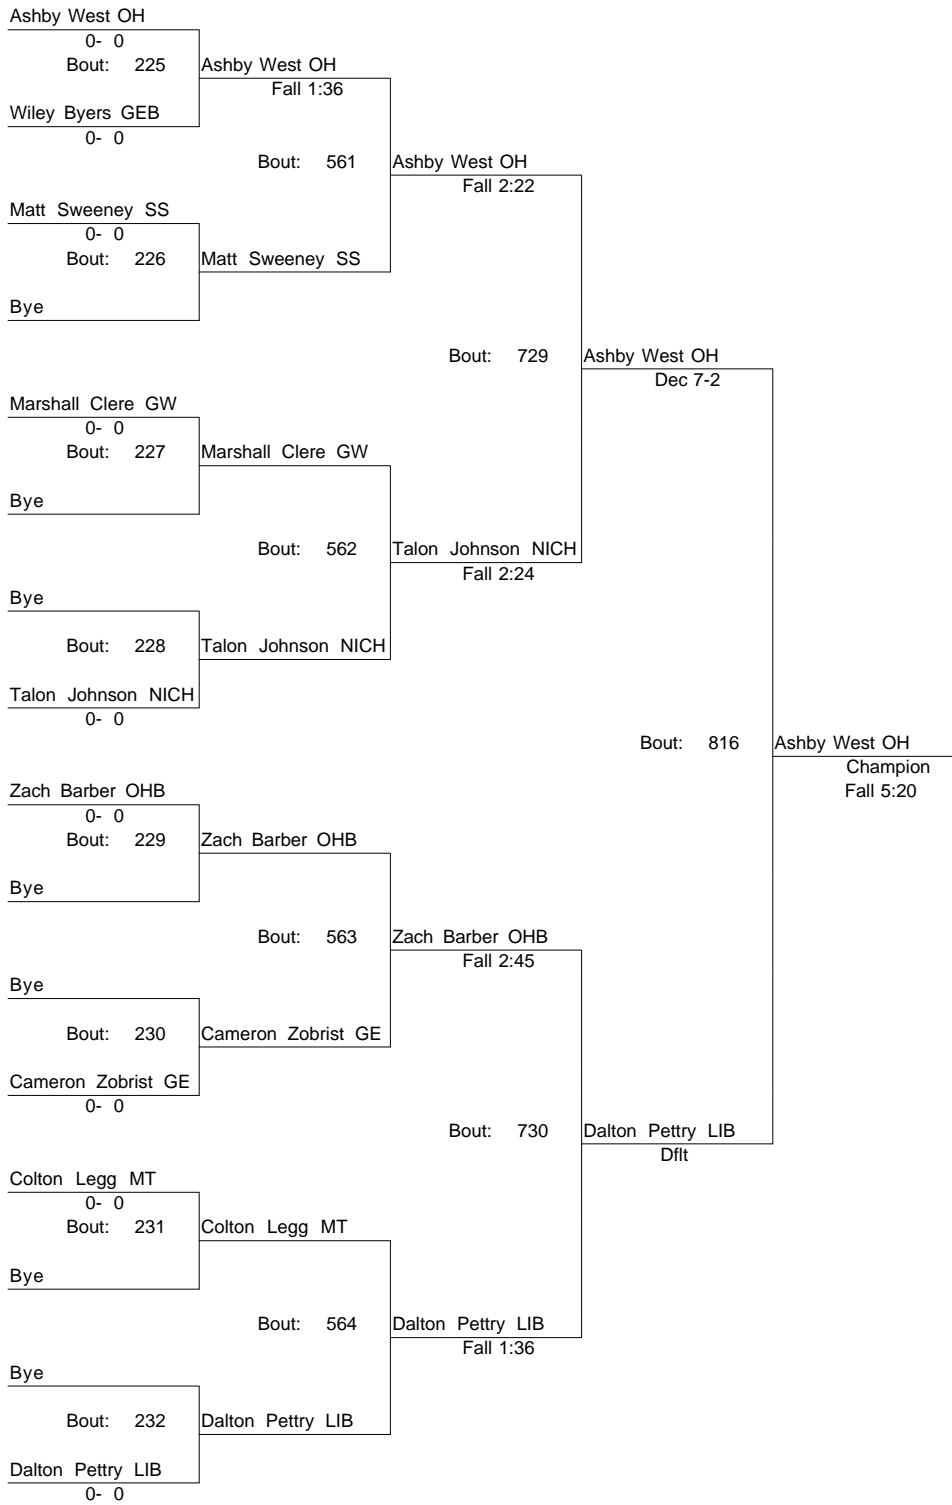 Ashby West OH
0- 0
Bout: 225 Ashby West OH
Fall 1:36
Wiley Byers GEB
0- 0
Bout: 561 Ashby West OH
Fall 2:22
Matt Sweeney SS
0- 0
Bout: 226 Matt Sweeney SS
Bye
Bout: 729 Ashby West OH
Dec 7-2
Marshall Clere GW
0- 0
Bout: 227 Marshall Clere GW
Bye
Bout: 562 Talon Johnson NICH
Fall 2:24
Bye
Bout: 228 Talon Johnson NICH
Talon Johnson NICH
0- 0
Bout: 816 Ashby West OH
Champion
Fall 5:20
Zach Barber OHB
0- 0
Bout: 229 Zach Barber OHB
Bye
Bout: 563 Zach Barber OHB
Fall 2:45
Bye
Bout: 230 Cameron Zobrist GE
Cameron Zobrist GE
0- 0
Bout: 730 Dalton Pettry LIB
Dflt
Colton Legg MT
0- 0
Bout: 231 Colton Legg MT
Bye
Bout: 564 Dalton Pettry LIB
Fall 1:36
Bye
Bout: 232 Dalton Pettry LIB
Dalton Pettry LIB
0- 0